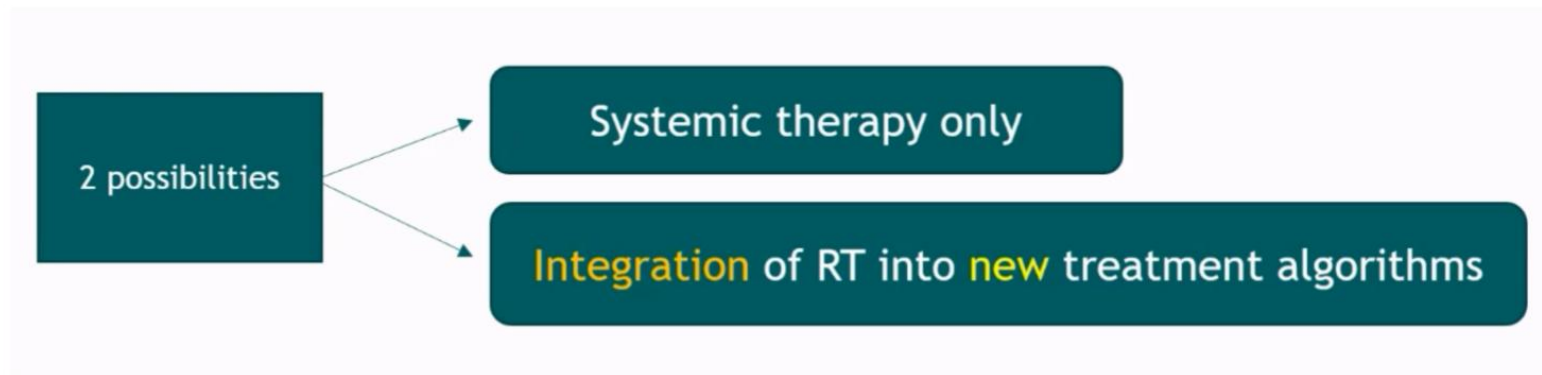 2 possibilities
Systemic therapy only
Integration of RT into new treatment algorithms